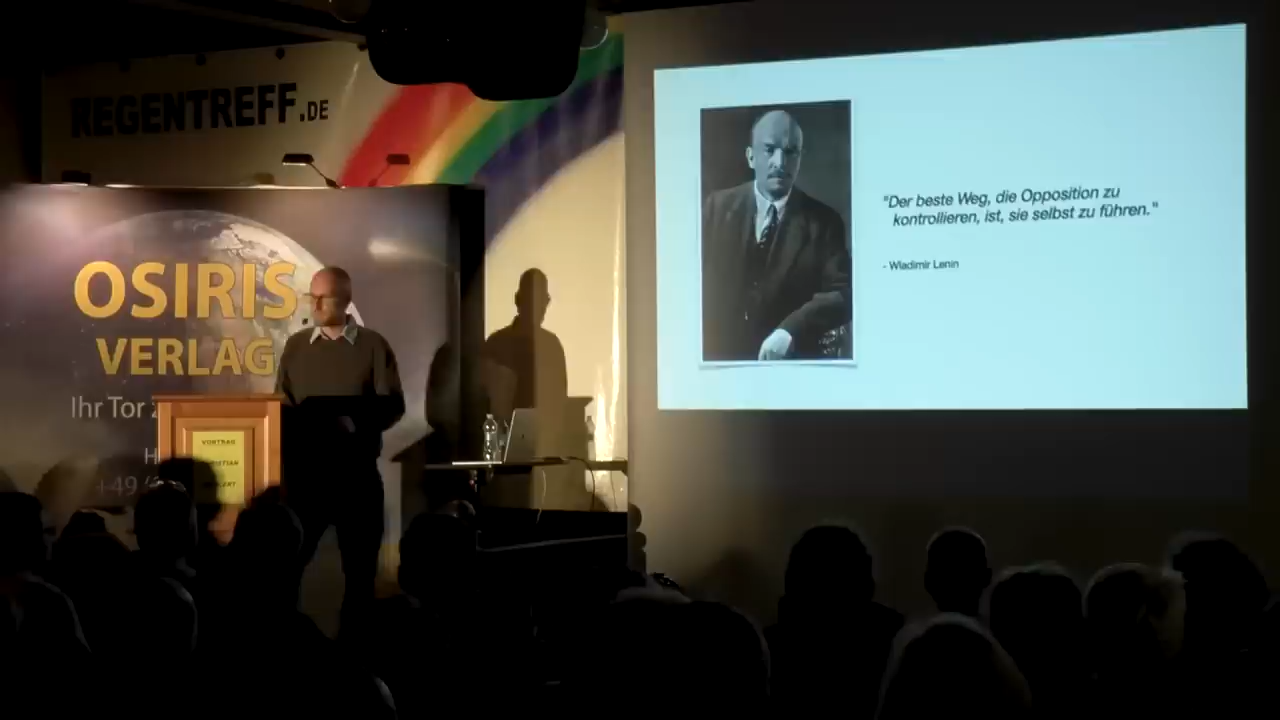 REGENTREFF.DE
OSIRIS
VERLAG
Ihr Tor
H
+49
VORTRAG
"Der beste Weg, die Opposition zu
kontrollieren, ist, sie selbst zu führen."
- Wladimir Lenin